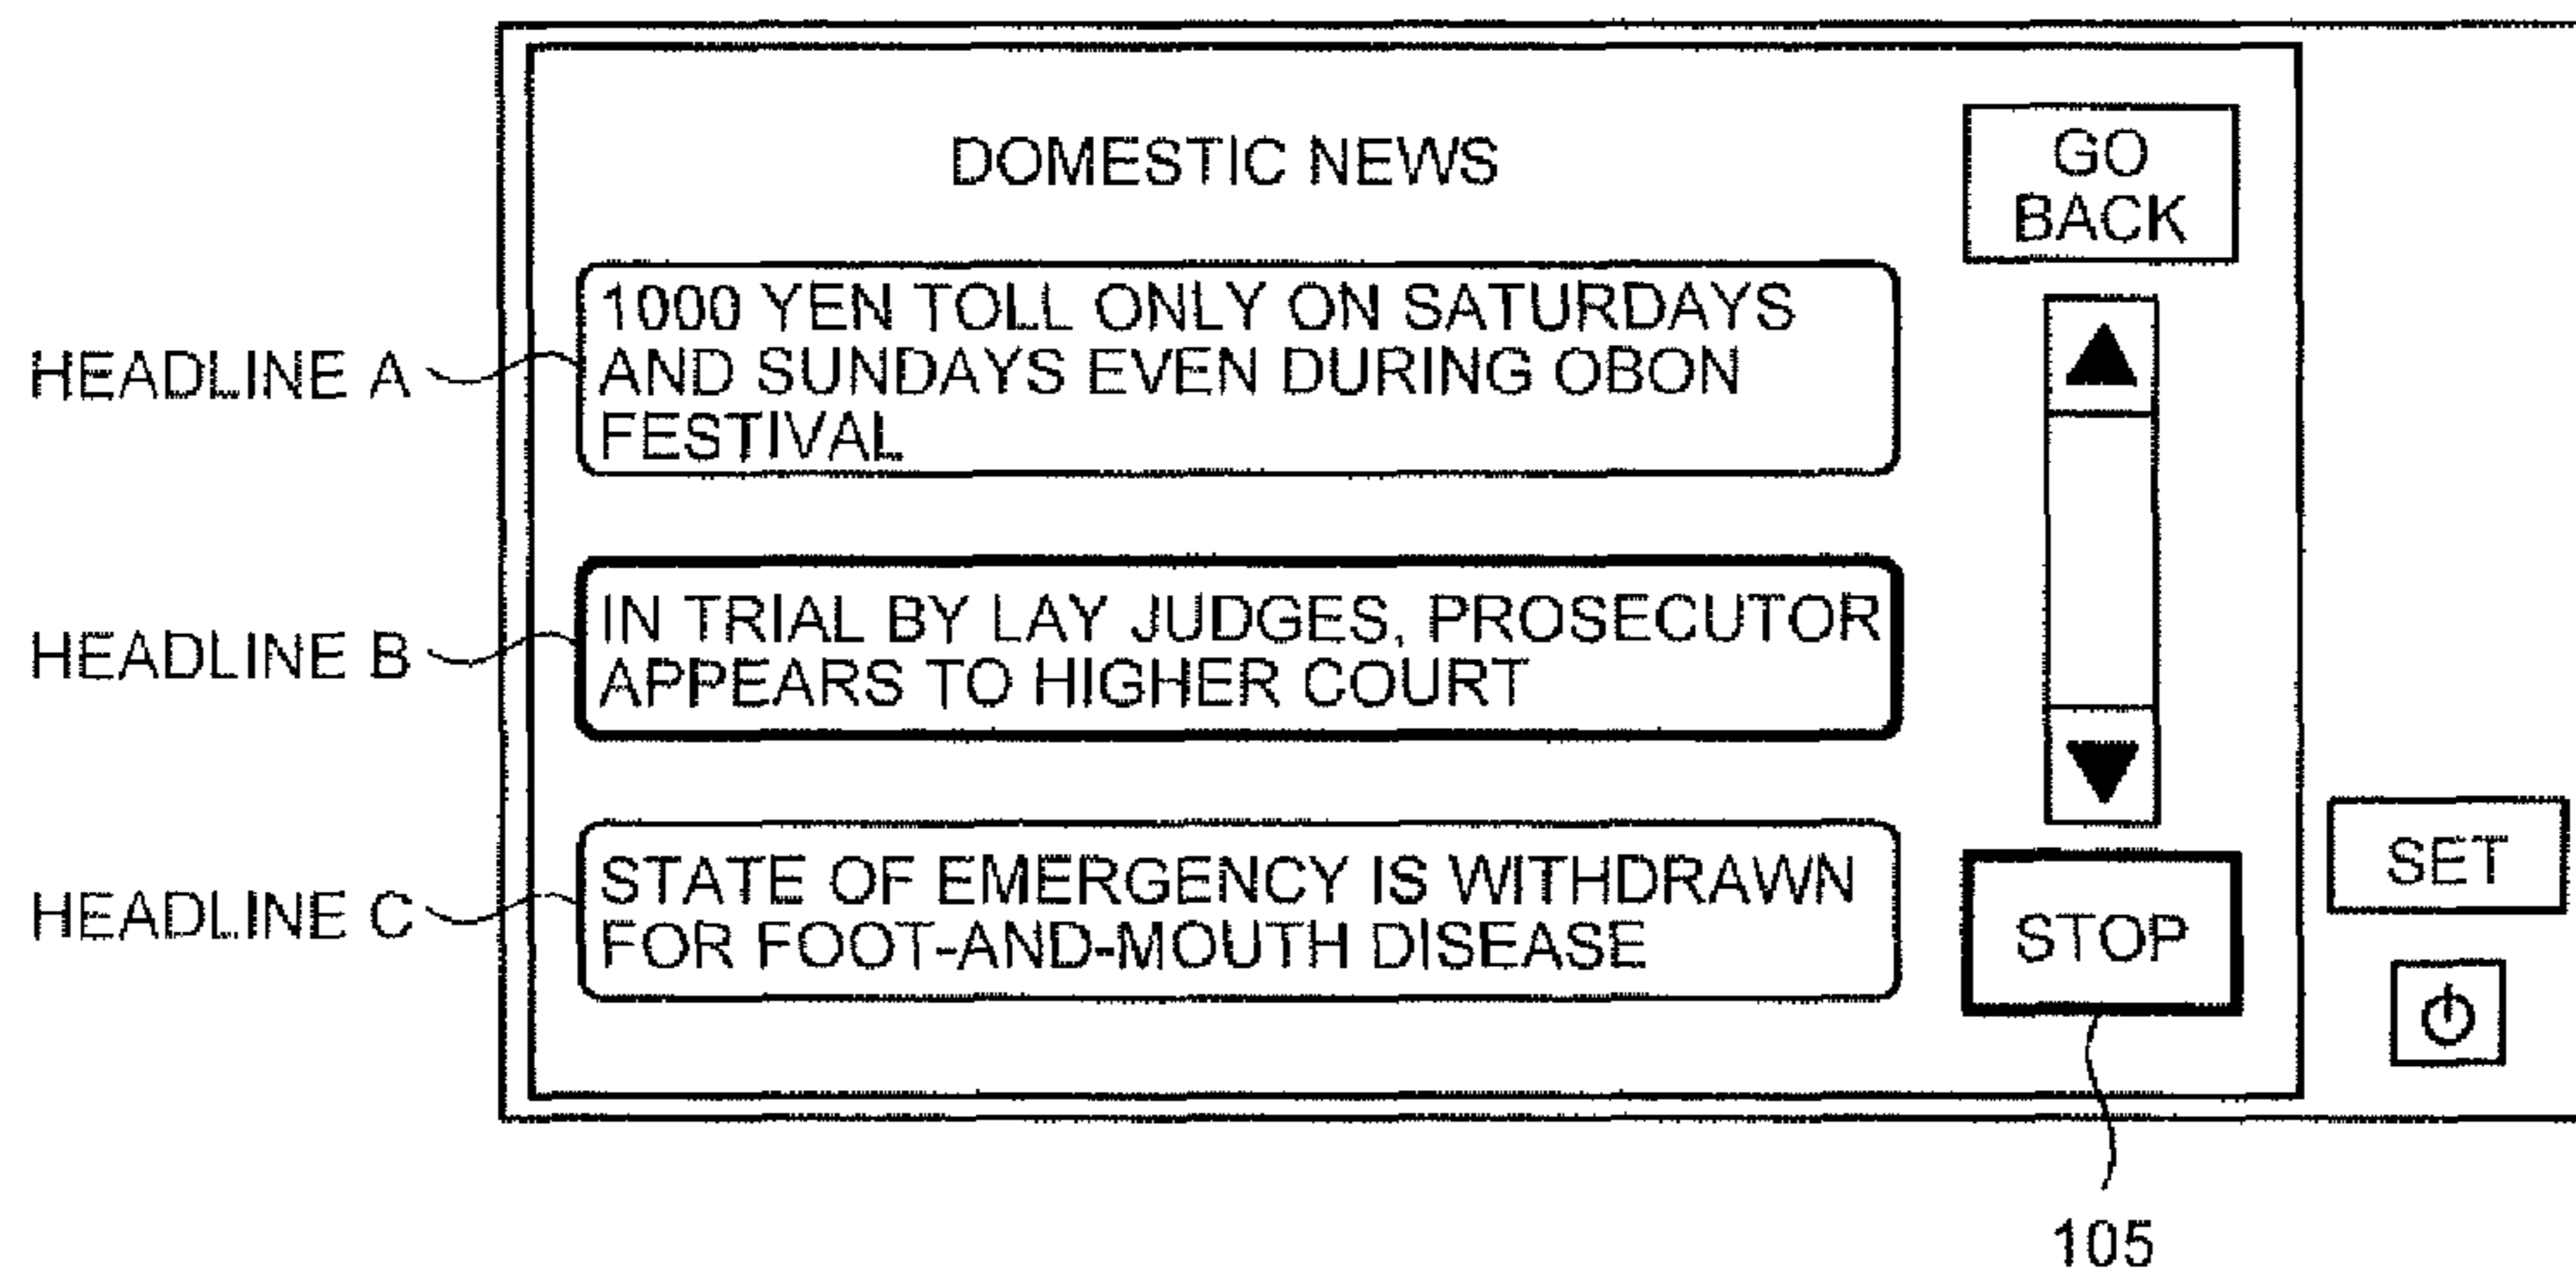 DOMESTIC NEWS
GO
BACK
HEADLINE A
1000 YEN TOLL ONLY ON SATURDAYS
AND SUNDAYS EVEN DURING OBON
FESTIVAL
HEADLINE B
IN TRIAL BY LAY JUDGES, PROSECUTOR
APPEARS TO HIGHER COURT
HEADLINE C
STATE OF EMERGENCY IS WITHDRAWN
FOR FOOT-AND-MOUTH DISEASE
STOP
SET
105